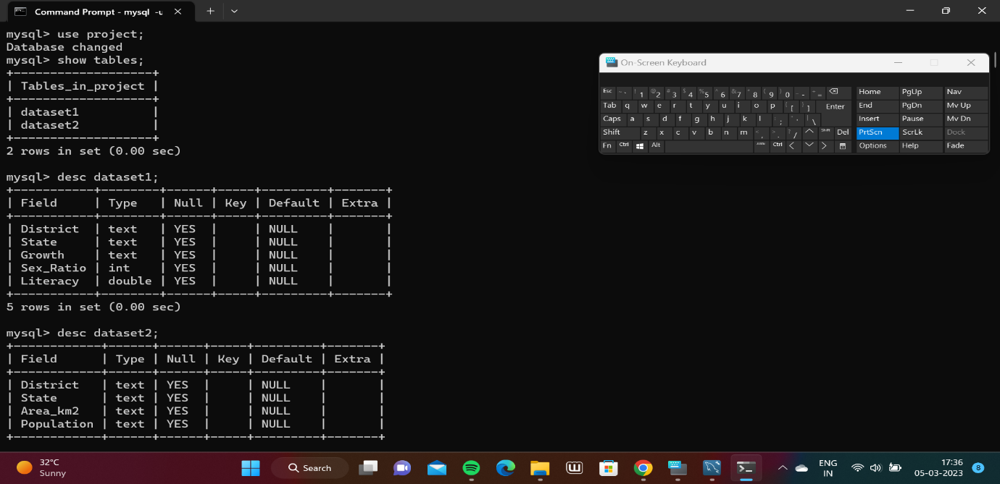 Command Prompt - mysql -u
mysql> use project;
Database changed
mysql> show tables;
+-------------------+
| Tables_in_project |
+-------------------+
| dataset1          |
| dataset2          |
+-------------------+
2 rows in set (0.00 sec)
mysql> desc dataset1;
+-----------+--------+------+-----+---------+-------+
| Field     | Type   | Null | Key | Default | Extra |
+-----------+--------+------+-----+---------+-------+
| District  | text   | YES  |     | NULL    |       |
| State     | text   | YES  |     | NULL    |       |
| Growth    | text   | YES  |     | NULL    |       |
| Sex_Ratio | int    | YES  |     | NULL    |       |
| Literacy  | double | YES  |     | NULL    |       |
+-----------+--------+------+-----+---------+-------+
5 rows in set (0.00 sec)
mysql> desc dataset2;
+------------+------+------+-----+---------+-------+
| Field      | Type | Null | Key | Default | Extra |
+------------+------+------+-----+---------+-------+
| District   | text | YES  |     | NULL    |       |
| State      | text | YES  |     | NULL    |       |
| Area_km2   | text | YES  |     | NULL    |       |
| Population | text | YES  |     | NULL    |       |
+------------+------+------+-----+---------+-------+
On-Screen Keyboard
Esc ~ ` ! 1 @ 2 # 3 $ 4 % 5 ^ 6 & 7 * 8 ( 9 ) 0 _ - + = Home PgUp Nav
Tab q w e r t y u i o p { [ } ] Enter End PgDn Mv Up
Caps a s d f g h j k l : ; " ' | \ Insert Pause Mv Dn
Shift z x c v b n m < , > . ? / Shift Del PrtScn ScrLk Dock
Fn Ctrl Alt Ctrl Options Help Fade
32°C
Sunny
Search
ENG
IN
17:36
05-03-2023
8